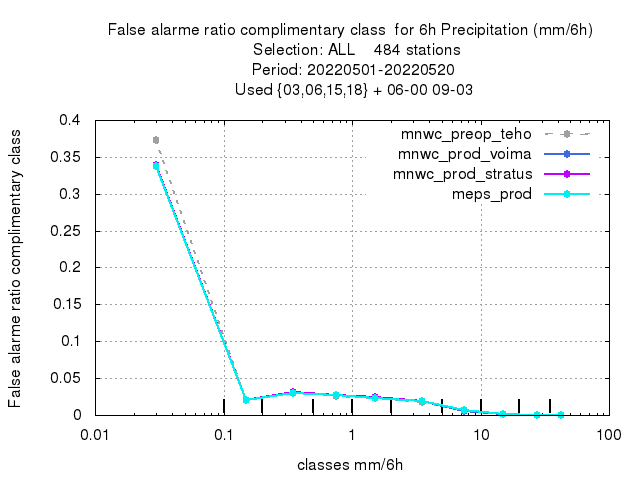 False alarme ratio complimentary class  for 6h Precipitation (mm/6h)
Selection: ALL    484 stations
Period: 20220501-20220520
Used {03,06,15,18} + 06-00 09-03
False alarme ratio complimentary class
0.4
0.35
0.3
0.25
0.2
0.15
0.1
0.05
0
mnwc_preop_teho
mnwc_prod_voima
mnwc_prod_stratus
meps_prod
0.01 0.1 1 10 100
classes mm/6h